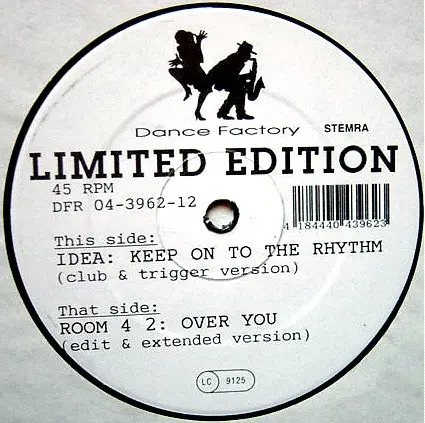 Dance Factory
STEMRA
LIMITED EDITION
45 RPM
DFR 04-3962-12
4 184440 439623
This side:
IDEA: KEEP ON TO THE RHYTHM
(club & trigger version)
That side:
ROOM 4 2: OVER YOU
(edit & extended version)
LC 9125